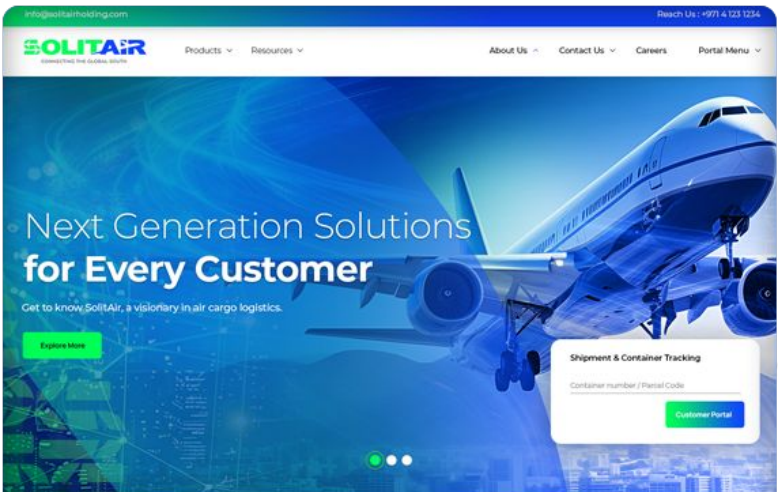 info@solitairholding.com
Reach Us : +971 4 123 1234
SOLITAIR
CONNECTING THE GLOBAL SOUTH
Products
Resources
About Us
Contact Us
Careers
Portal Menu
Next Generation Solutions
for Every Customer
Get to know SolitAir, a visionary in air cargo logistics.
Explore More
Shipment & Container Tracking
Container number / Parcel Code
Customer Portal